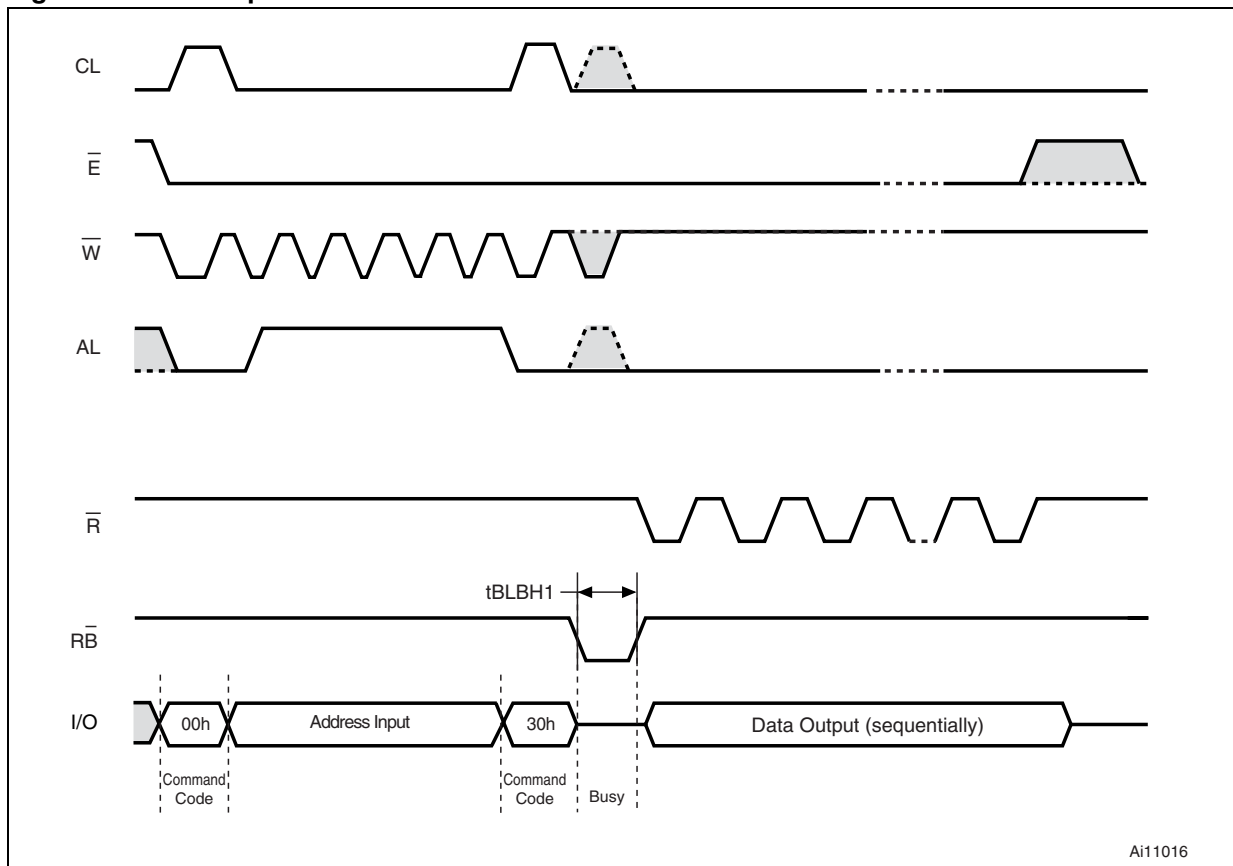 CL
E̅
W̅
AL
R̅
tBLBH1
RB̅
I/O
00h
Address Input
30h
Data Output (sequentially)
Command
Code
Command
Code
Busy
Ai11016